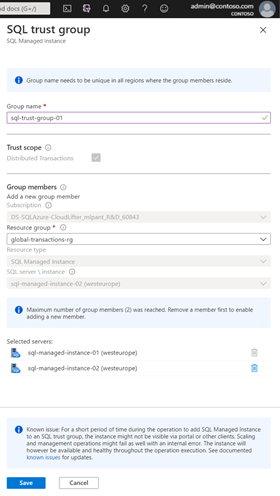 d docs (G+/)
admin@contoso.com
CONTOSO
SQL trust group
SQL Managed Instance
Group name needs to be unique in all regions where the group members reside.
Group name *
sql-trust-group-01
Trust scope
Distributed Transactions
Group members
Add a new group member
Subscription
DS-SQLAzure-CloudLifter_mlpant_R&D_60843
Resource group *
global-transactions-rg
Resource type
SQL Managed Instance
SQL server \ instance
sql-managed-instance-02 (westeurope)
Maximum number of group members (2) was reached. Remove a member first to enable
adding a new member.
Selected servers:
sql-managed-instance-01 (westeurope)
sql-managed-instance-02 (westeurope)
Known issue: For a short period of time during the operation to add SQL Managed
Instance to an SQL trust group, the instance might not be visible via portal or other clients. Scaling
and management operations might fail as well with an internal error. The instance will
however be available and healthy throughout the operation execution. See documented
known issues for updates.
Save
Cancel